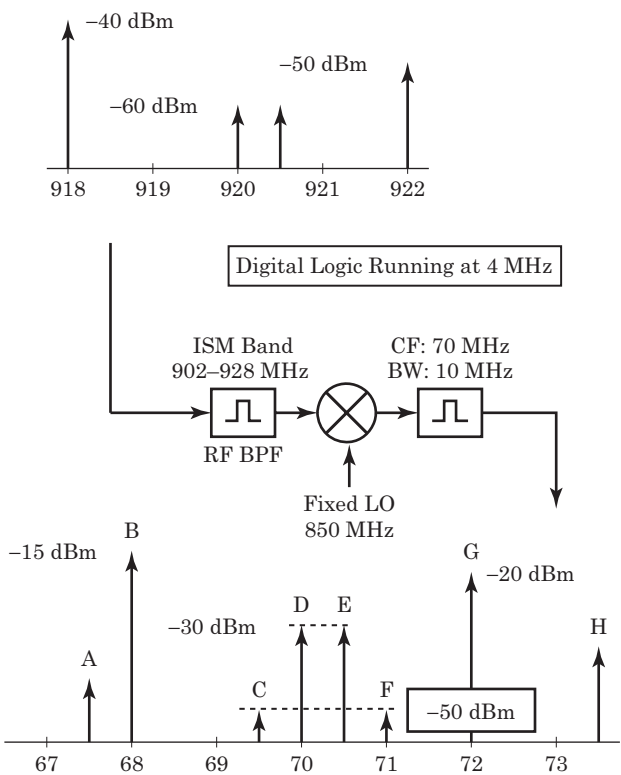 –40 dBm
–50 dBm
–60 dBm
918 919 920 921 922
Digital Logic Running at 4 MHz
ISM Band
902–928 MHz
CF: 70 MHz
BW: 10 MHz
RF BPF
Fixed LO
850 MHz
B
–15 dBm
G
–20 dBm
D E
–30 dBm
H
A
C F
–50 dBm
67 68 69 70 71 72 73